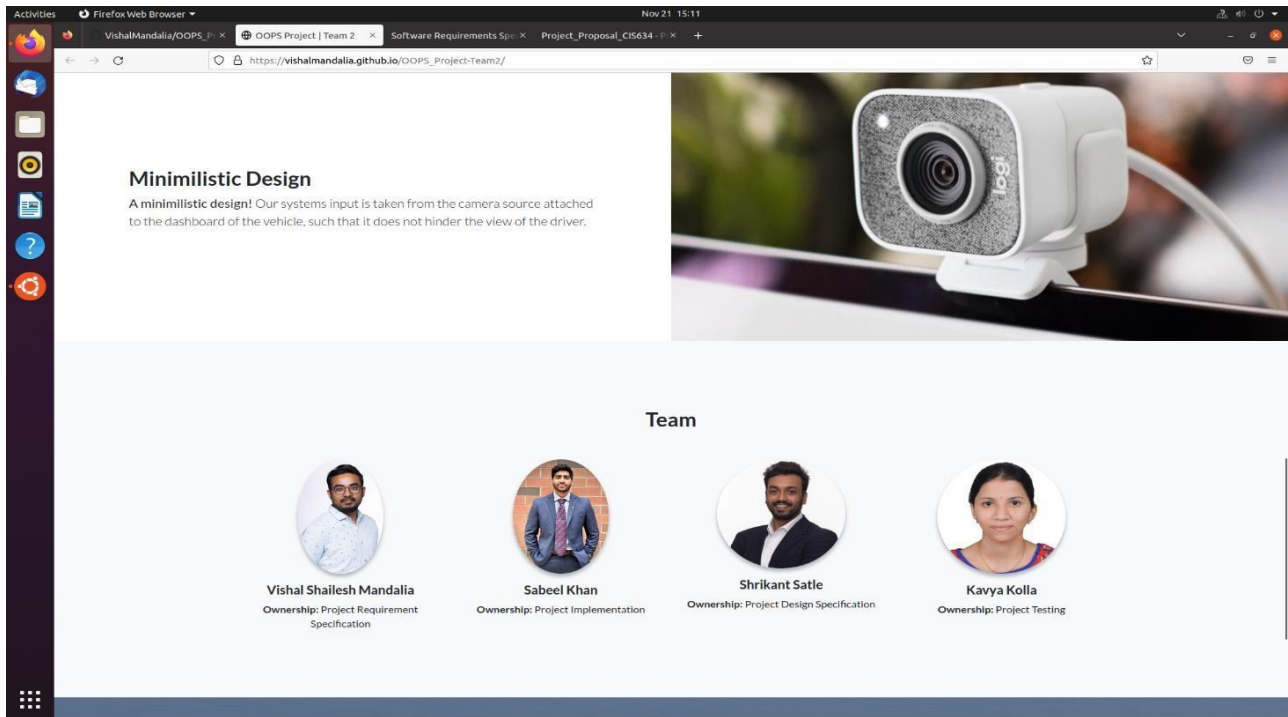 Activities
Firefox Web Browser
Nov 21 15:11
VishalMandalia/OOPS_P
OOPS Project | Team 2
Software Requirements Spe
Project_Proposal_CIS634 - P
https://vishalmandalia.github.io/OOPS_Project-Team2/
Minimilistic Design
A minimilistic design! Our systems input is taken from the camera source attached
to the dashboard of the vehicle, such that it does not hinder the view of the driver.
logi
Team
Vishal Shailesh Mandalia
Ownership: Project Requirement
Specification
Sabeel Khan
Ownership: Project Implementation
Shrikant Satle
Ownership: Project Design Specification
Kavya Kolla
Ownership: Project Testing